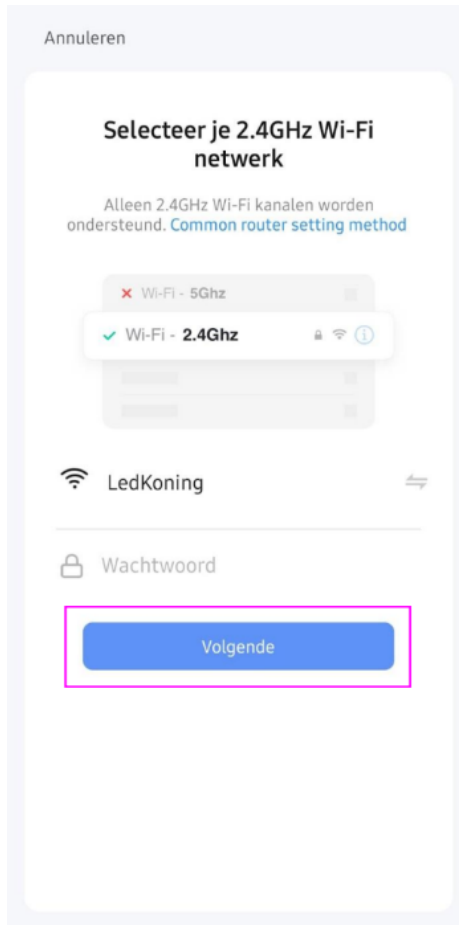 Annuleren
Selecteer je 2.4GHz Wi-Fi
netwerk
Alleen 2.4GHz Wi-Fi kanalen worden
ondersteund. Common router setting method
Wi-Fi - 5Ghz
Wi-Fi - 2.4Ghz
LedKoning
Wachtwoord
Volgende